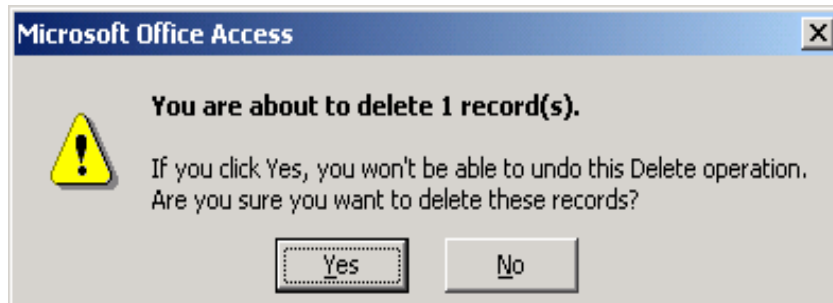 Microsoft Office Access
You are about to delete 1 record(s).
If you click Yes, you won't be able to undo this Delete operation.
Are you sure you want to delete these records?
Yes No